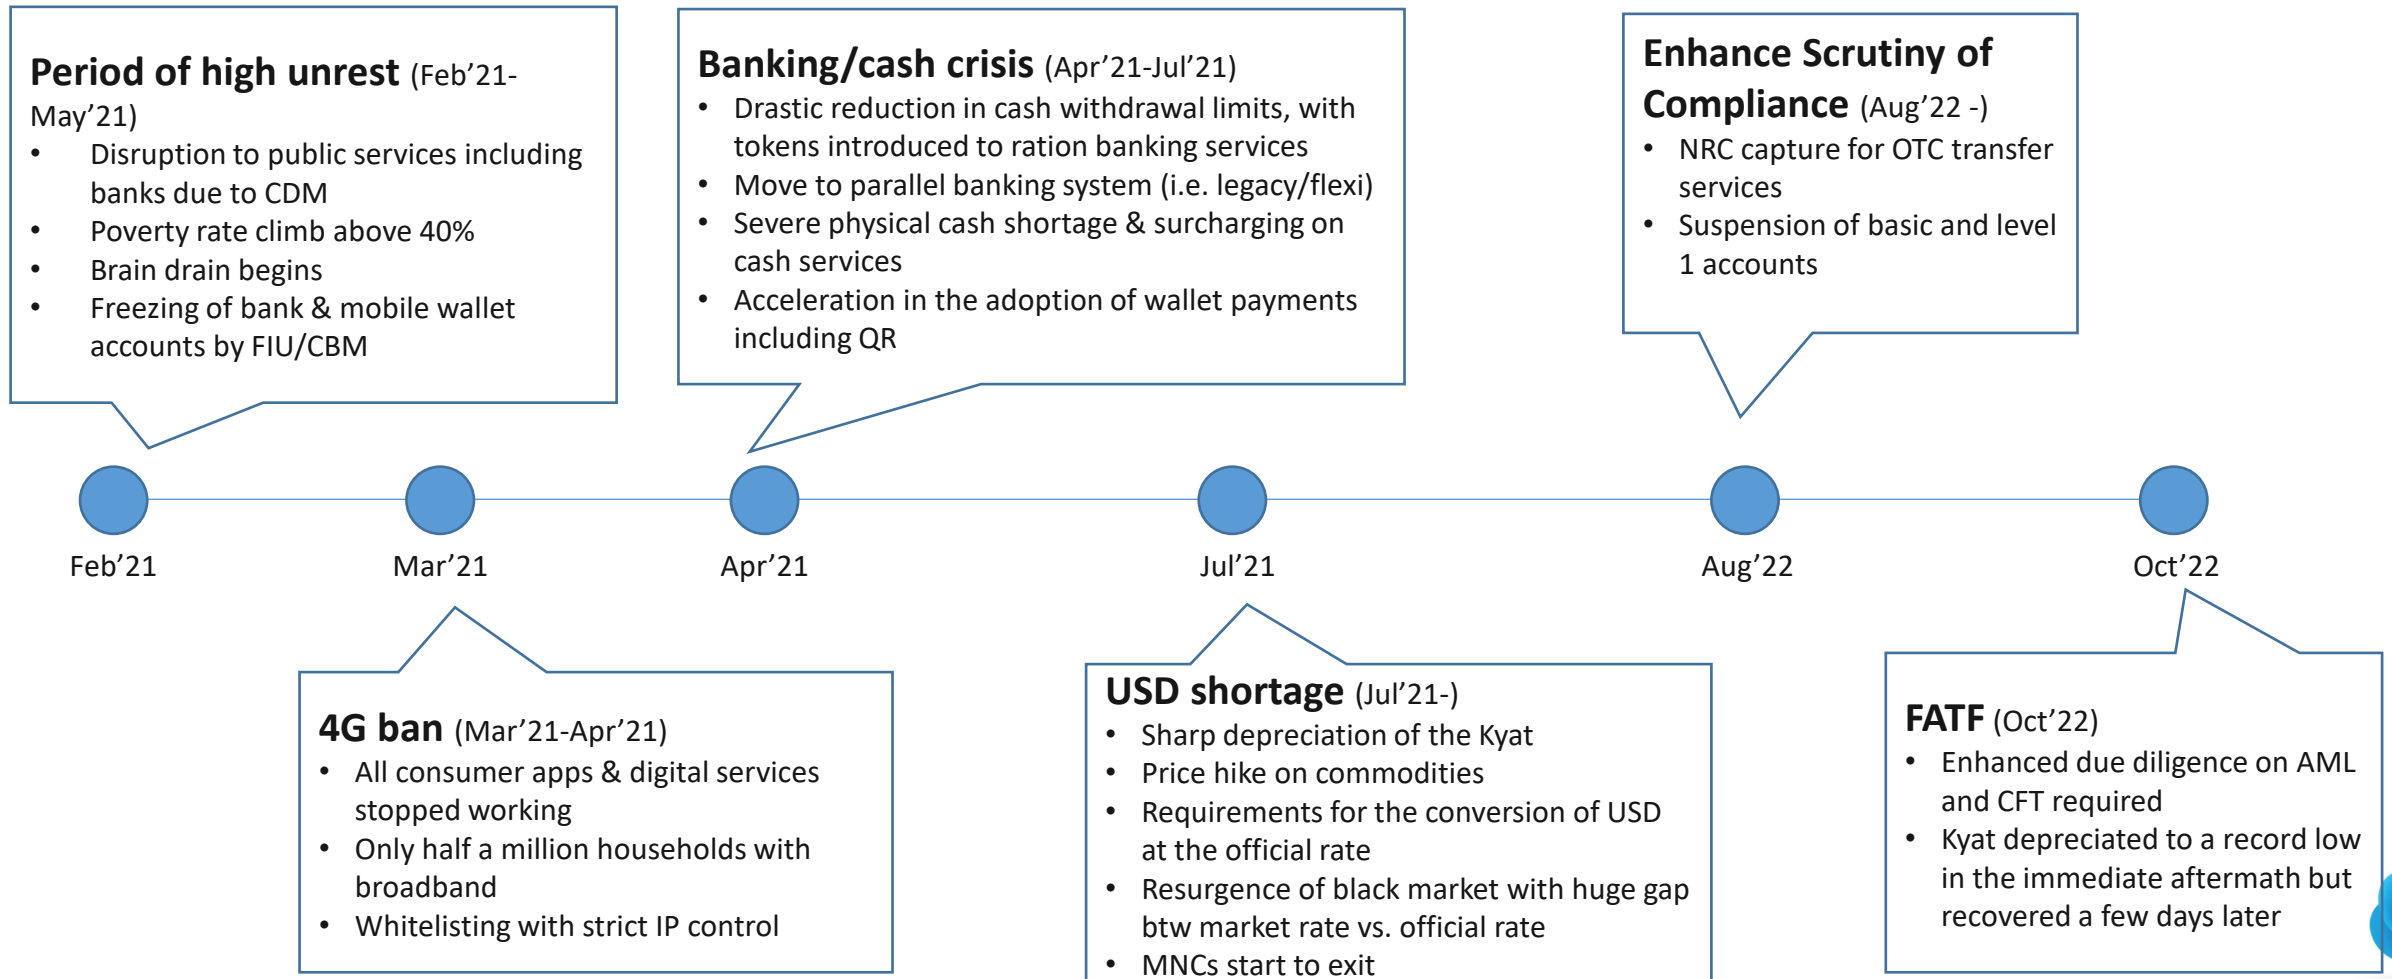 Period of high unrest (Feb’21-
May’21)
• Disruption to public services including
banks due to CDM
• Poverty rate climb above 40%
• Brain drain begins
• Freezing of bank & mobile wallet
accounts by FIU/CBM
Banking/cash crisis (Apr’21-Jul’21)
• Drastic reduction in cash withdrawal limits, with
tokens introduced to ration banking services
• Move to parallel banking system (i.e. legacy/flexi)
• Severe physical cash shortage & surcharging on
cash services
• Acceleration in the adoption of wallet payments
including QR
Enhance Scrutiny of
Compliance (Aug’22 -)
• NRC capture for OTC transfer
services
• Suspension of basic and level
1 accounts
Feb’21
Mar’21
Apr’21
Jul’21
Aug’22
Oct’22
4G ban (Mar’21-Apr’21)
• All consumer apps & digital services
stopped working
• Only half a million households with
broadband
• Whitelisting with strict IP control
USD shortage (Jul’21-)
• Sharp depreciation of the Kyat
• Price hike on commodities
• Requirements for the conversion of USD
at the official rate
• Resurgence of black market with huge gap
btw market rate vs. official rate
• MNCs start to exit
FATF (Oct’22)
• Enhanced due diligence on AML
and CFT required
• Kyat depreciated to a record low
in the immediate aftermath but
recovered a few days later